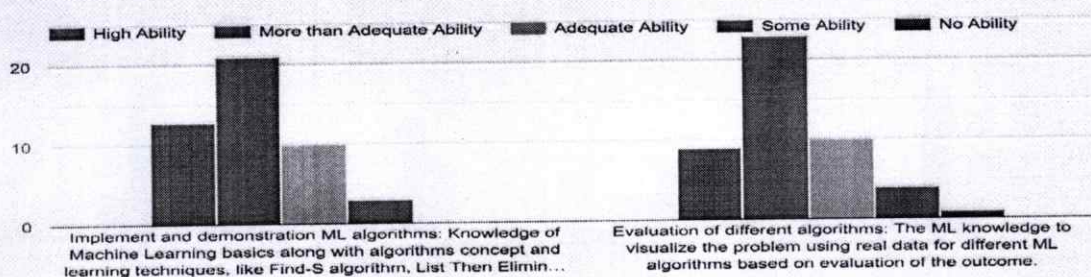 High Ability More than Adequate Ability Adequate Ability Some Ability No Ability
20
10
0
Implement and demonstration ML algorithms: Knowledge of
Machine Learning basics along with algorithms concept and
learning techniques, like Find-S algorithm, List Then Elimin...
Evaluation of different algorithms: The ML knowledge to
visualize the problem using real data for different ML
algorithms based on evaluation of the outcome.